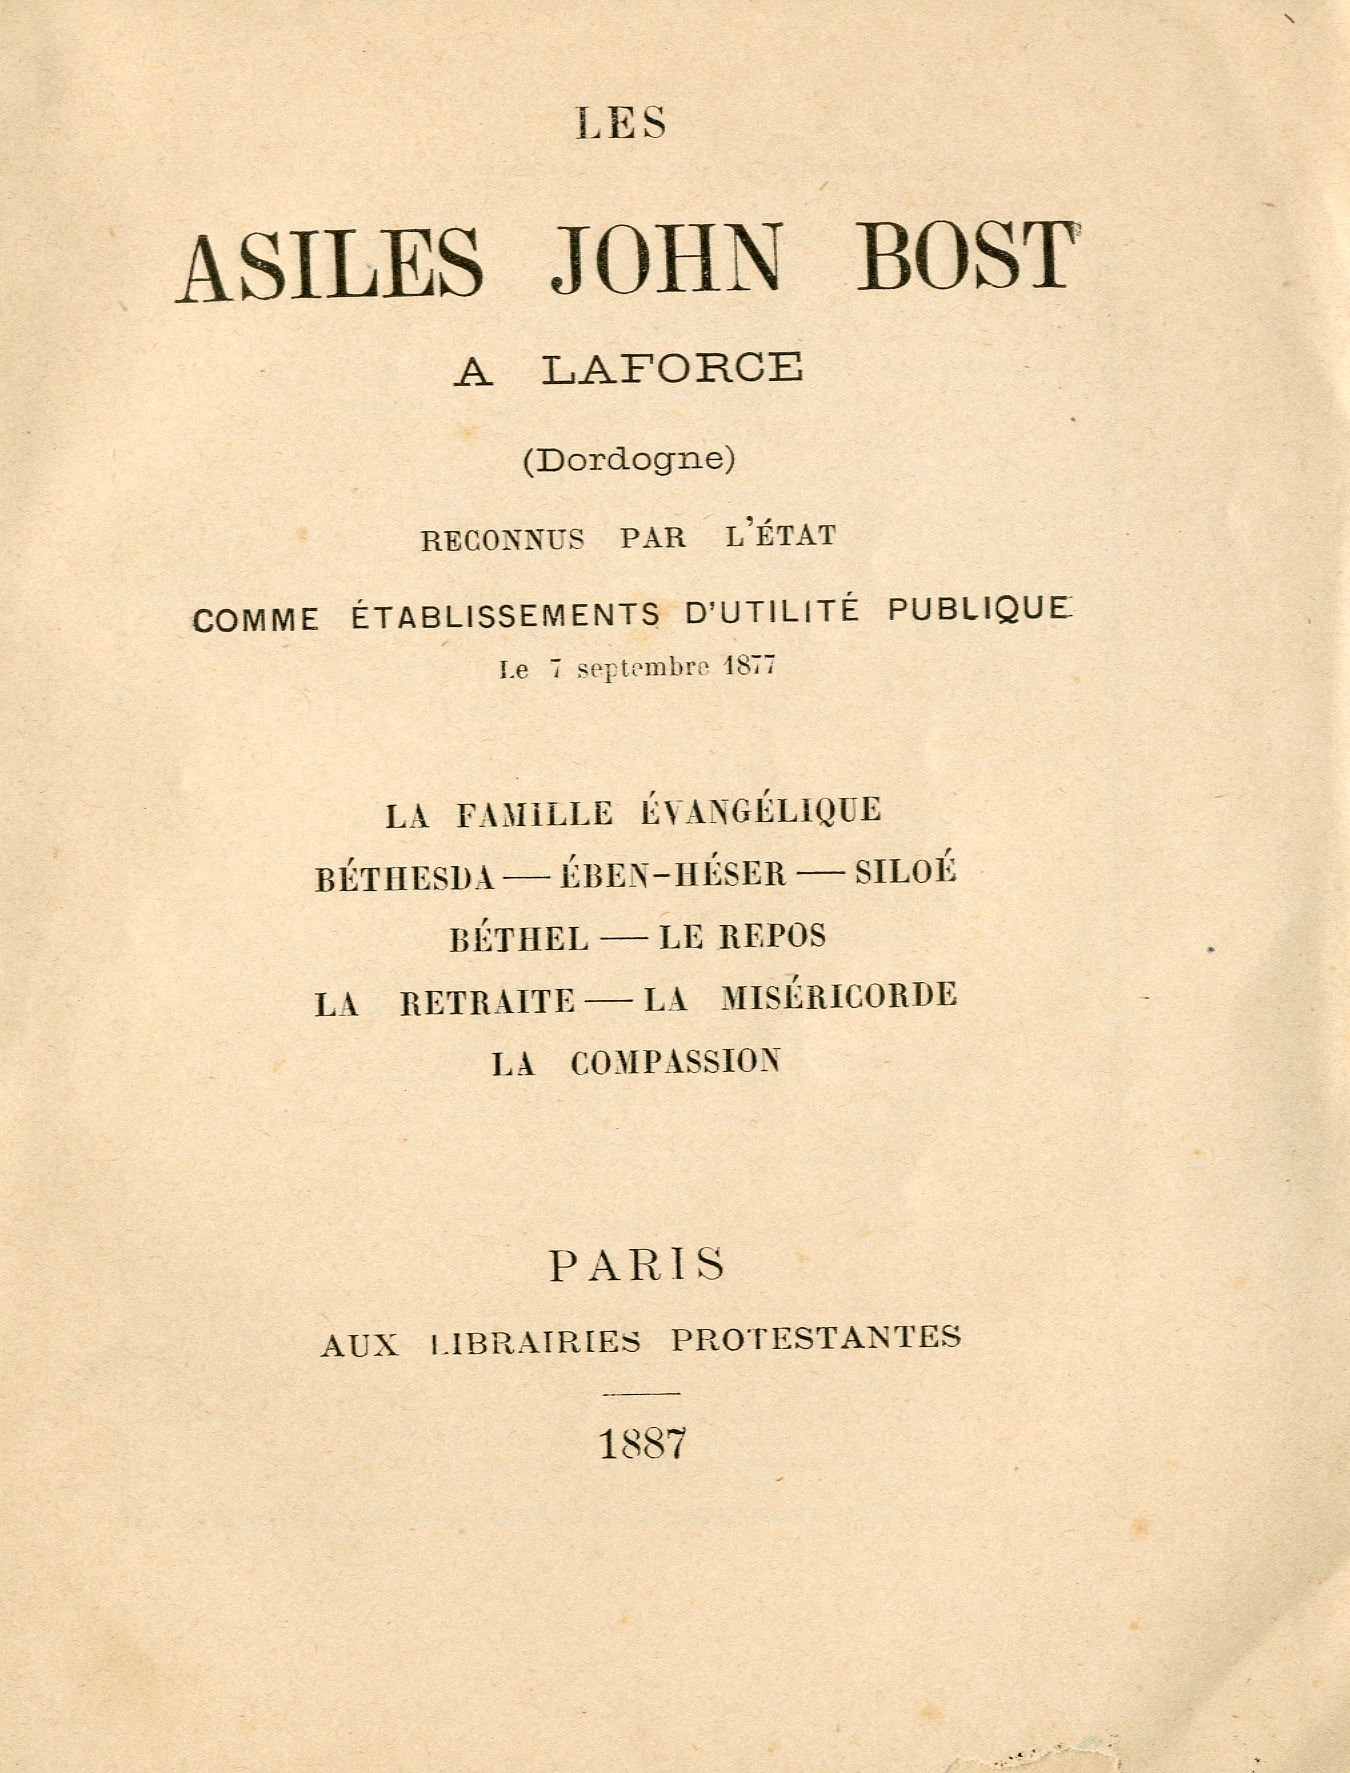 LES
ASILES JOHN BOST
A LAFORCE
(Dordogne)
RECONNUS PAR L'ÉTAT
COMME ÉTABLISSEMENTS D'UTILITÉ PUBLIQUE
Le 7 septembre 1877
LA FAMILLE ÉVANGÉLIQUE
BÉTHESDA — ÉBEN-HÉSER — SILOÉ
BÉTHEL — LE REPOS
LA RETRAITE — LA MISÉRICORDE
LA COMPASSION
PARIS
AUX LIBRAIRIES PROTESTANTES
1887